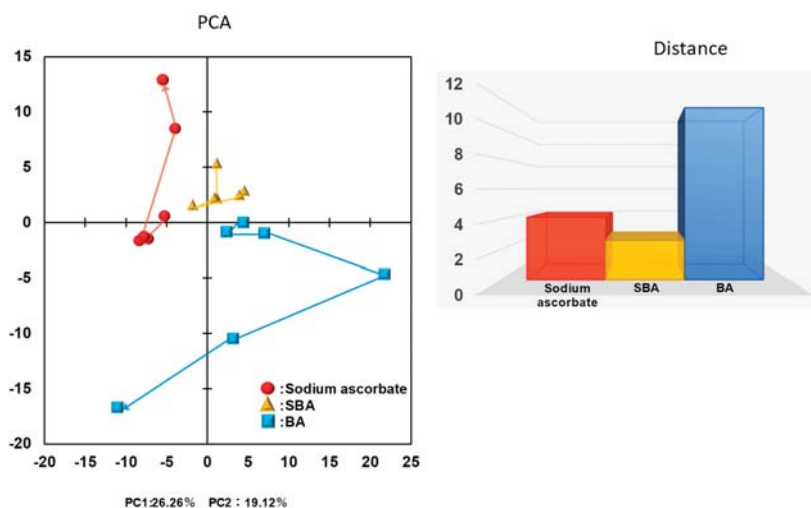 PCA
15
10
5
0
-5
-10
-15
-20
-20 -15 -10 -5 0 5 10 15 20 25
:Sodium ascorbate
:SBA
:BA
PC1:26.26% PC2：19.12%
Distance
12
10
8
6
4
2
0
Sodium
ascorbate
SBA
BA